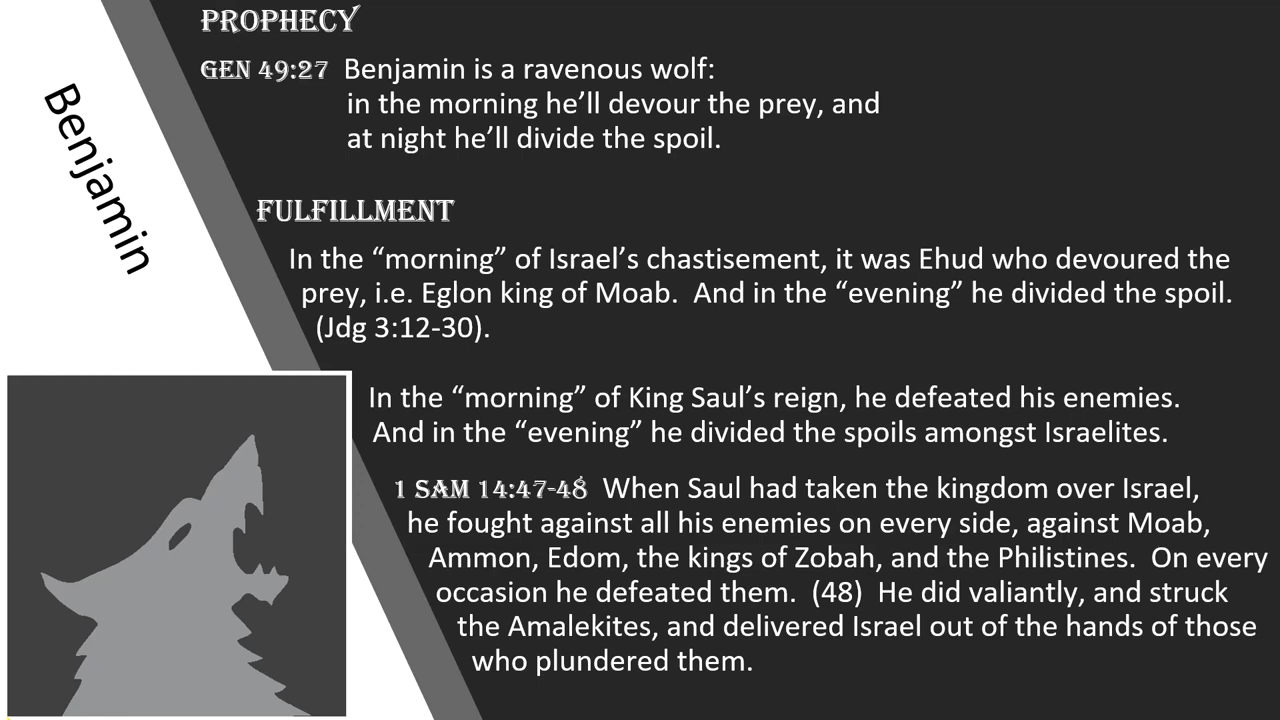 PROPHECY
GEN 49:27 Benjamin is a ravenous wolf:
in the morning he’ll devour the prey, and
at night he’ll divide the spoil.
Benjamin
FULFILLMENT
In the “morning” of Israel’s chastisement, it was Ehud who devoured the
prey, i.e. Eglon king of Moab. And in the “evening” he divided the spoil.
(Jdg 3:12-30).
In the “morning” of King Saul’s reign, he defeated his enemies.
And in the “evening” he divided the spoils amongst Israelites.
1 SAM 14:47-48 When Saul had taken the kingdom over Israel,
he fought against all his enemies on every side, against Moab,
Ammon, Edom, the kings of Zobah, and the Philistines. On every
occasion he defeated them. (48) He did valiantly, and struck
the Amalekites, and delivered Israel out of the hands of those
who plundered them.